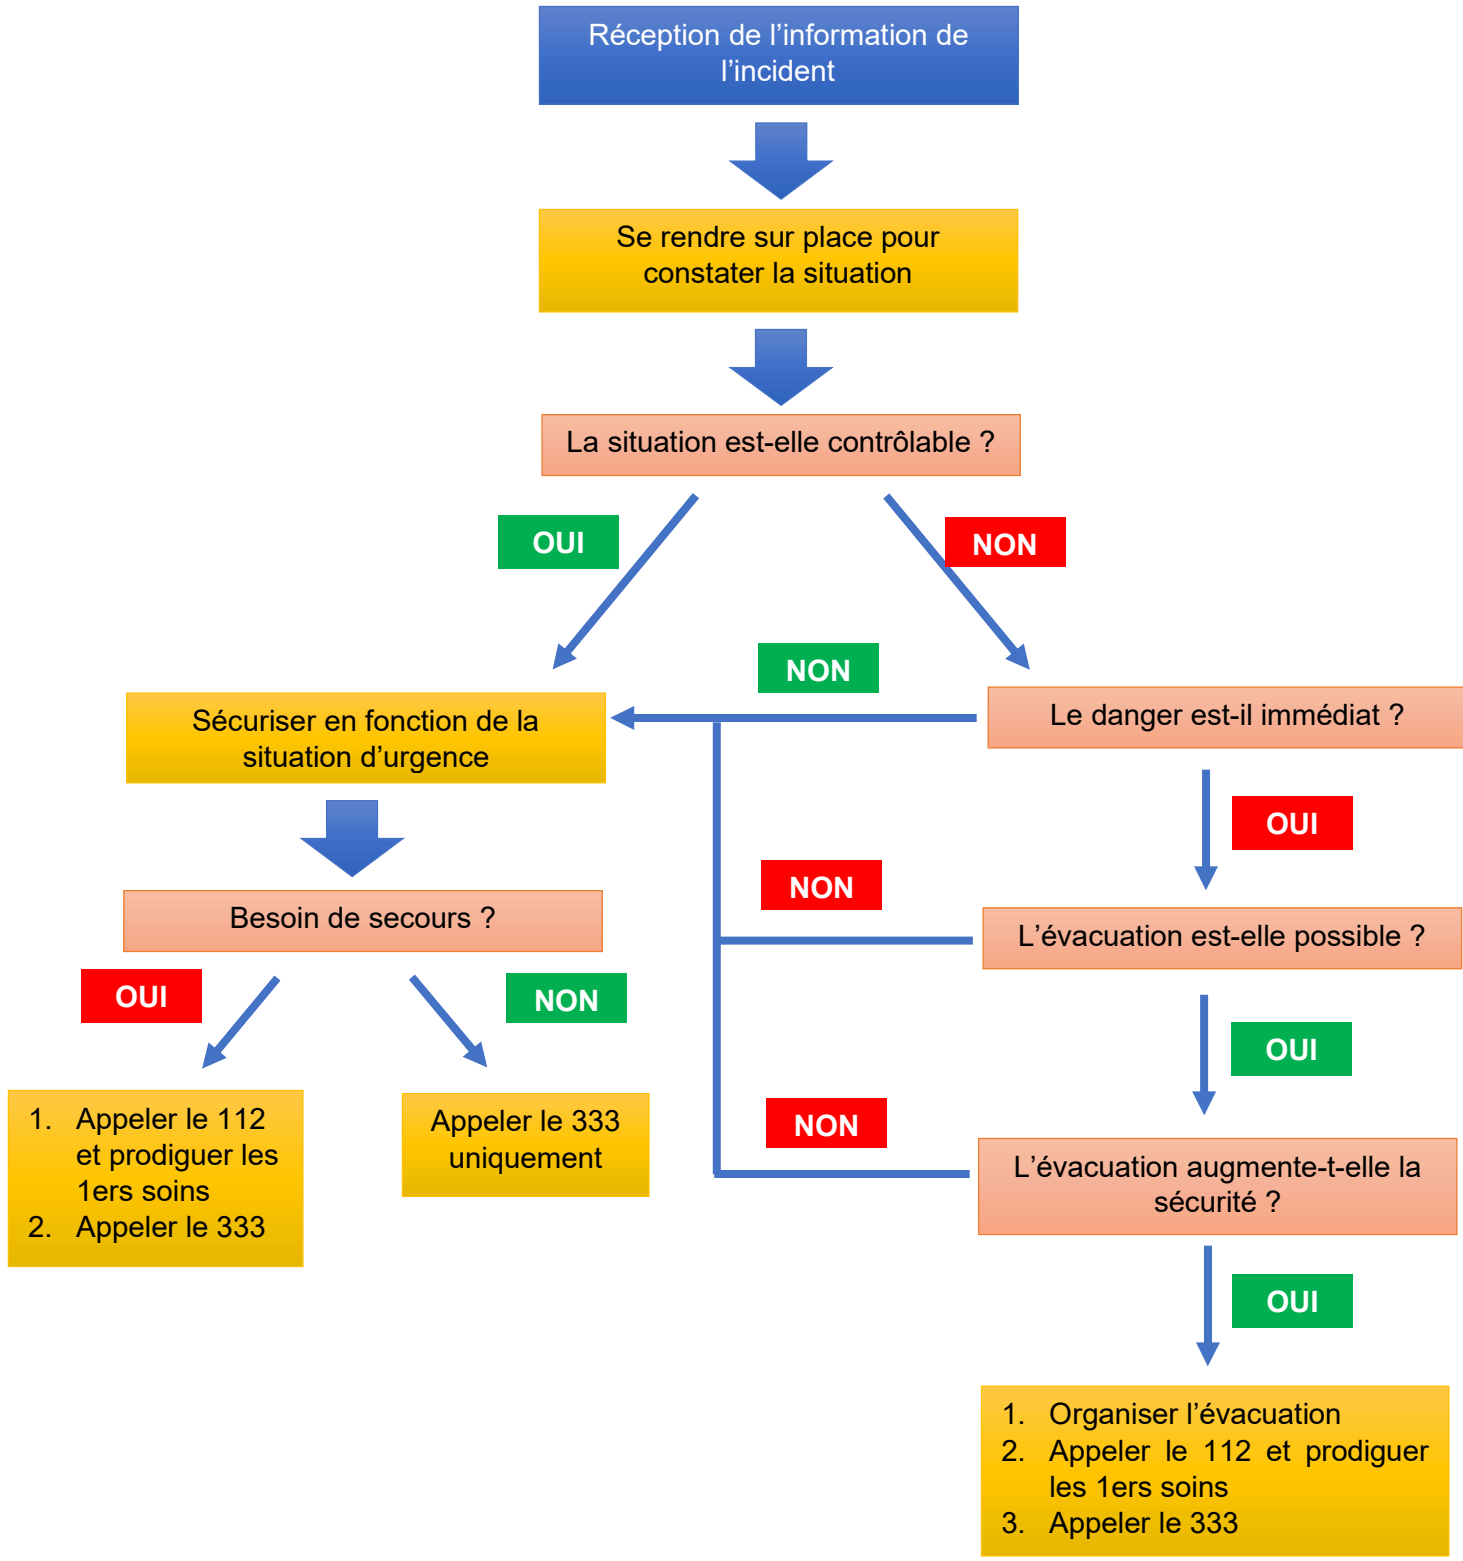 Réception de l’information de
l’incident
Se rendre sur place pour
constater la situation
La situation est-elle contrôlable ?
OUI
NON
NON
Sécuriser en fonction de la
situation d’urgence
Le danger est-il immédiat ?
OUI
NON
Besoin de secours ?
L’évacuation est-elle possible ?
OUI
NON
OUI
1. Appeler le 112
et prodiguer les
1ers soins
2. Appeler le 333
Appeler le 333
uniquement
NON
L’évacuation augmente-t-elle la
sécurité ?
OUI
1. Organiser l’évacuation
2. Appeler le 112 et prodiguer
les 1ers soins
3. Appeler le 333